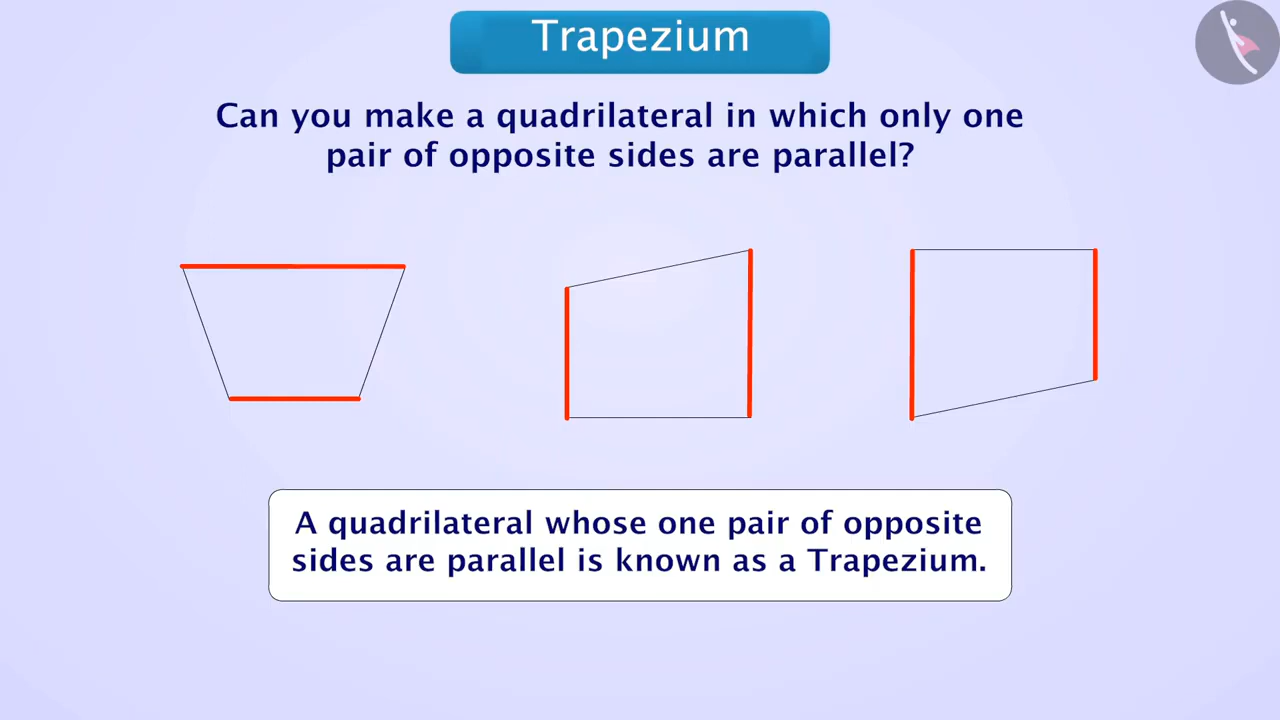 Trapezium
Can you make a quadrilateral in which only one
pair of opposite sides are parallel?
A quadrilateral whose one pair of opposite
sides are parallel is known as a Trapezium.